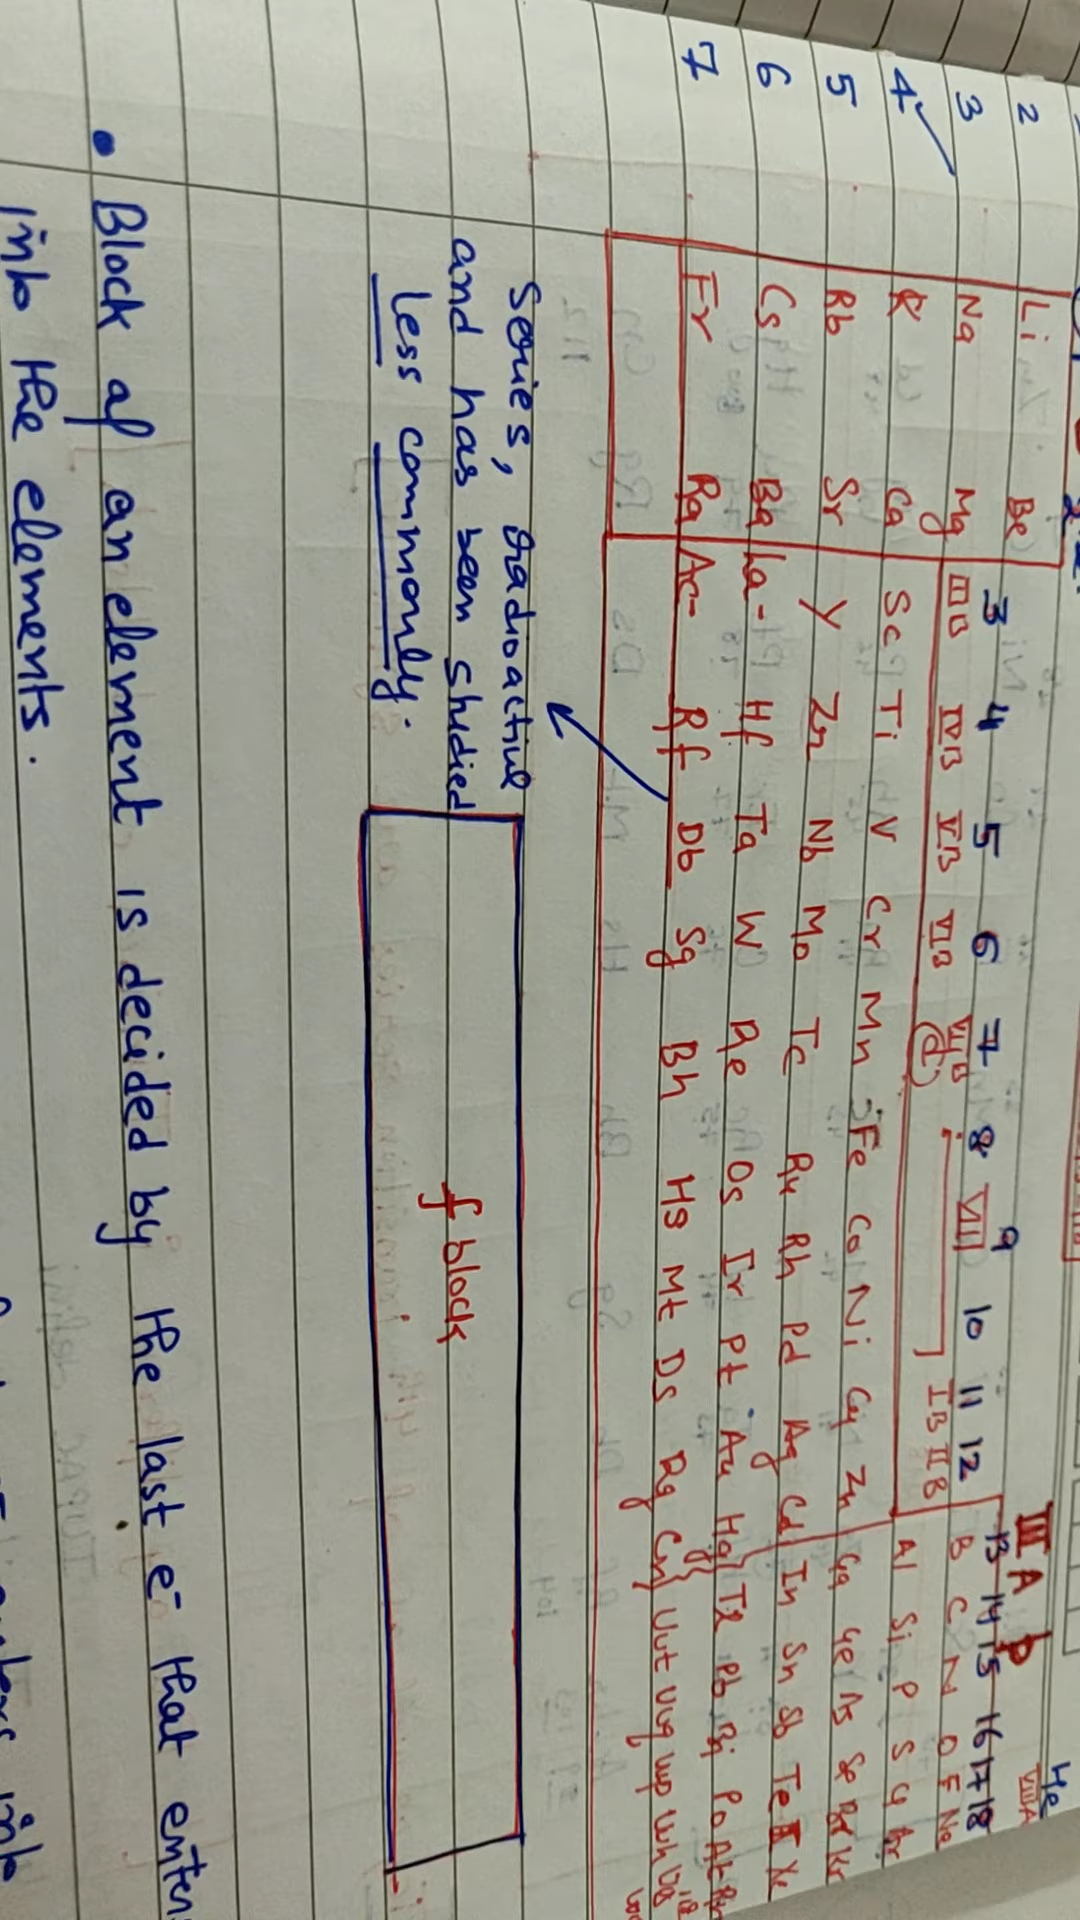 He
III A p VIIIA
2 Li Be
3 4 5 6 7 8 9 10 11 12 13 14 15 16 17 18
3 Na Mg IIIB IVB VB VIB VIIB VIII IB IIB B C N O F Ne
(d)
Al Si P S Cl Ar
4 K Ca Sc Ti V Cr Mn Fe Co Ni Cu Zn Ga Ge As Se Br Kr
5 Rb Sr Y Zr Nb Mo Tc Ru Rh Pd Ag Cd In Sn Sb Te I Xe
6 Cs Ba La- Hf Ta W Re Os Ir Pt Au Hg Tl Pb Bi Po At Rn
7 Fr Ra Ac- Rf Db Sg Bh Hs Mt Ds Rg Cn Uut Uuq uup Uuh
Series, radioactive
and has been studied
less commonly.
f block
• Block of an element is decided by the last e- that enters
into the elements.